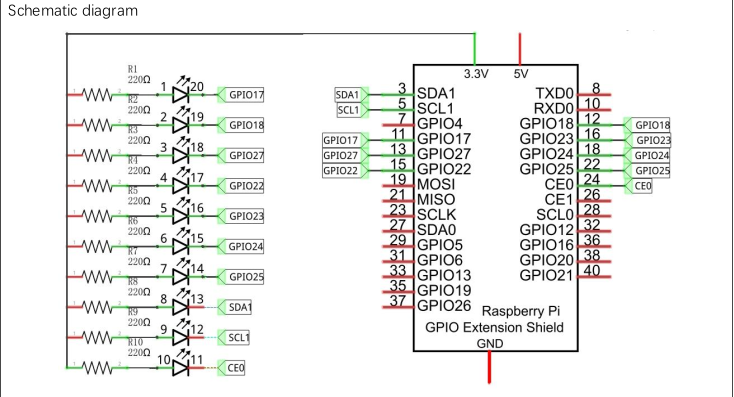 Schematic diagram
R1
220Ω
1 20 GPIO17
R2
220Ω
2 19 GPIO18
R3
220Ω
3 18 GPIO27
R4
220Ω
4 17 GPIO22
R5
220Ω
5 16 GPIO23
R6
220Ω
6 15 GPIO24
R7
220Ω
7 14 GPIO25
R8
220Ω
8 13 SDA1
R9
220Ω
9 12 SCL1
R10
220Ω
10 11 CE0
3.3V 5V
SDA1 3 SDA1 TXD0 8
SCL1 5 SCL1 RXD0 10
7 GPIO4 GPIO18 12 GPIO18
GPIO17 11 GPIO17 GPIO23 16 GPIO23
GPIO27 13 GPIO27 GPIO24 18 GPIO24
GPIO22 15 GPIO22 GPIO25 22 GPIO25
19 MOSI CE0 24 CE0
21 MISO CE1 26
23 SCLK SCL0 28
27 SDA0 GPIO12 32
29 GPIO5 GPIO16 36
31 GPIO6 GPIO20 38
33 GPIO13 GPIO21 40
35 GPIO19
37 GPIO26
Raspberry Pi
GPIO Extension Shield
GND